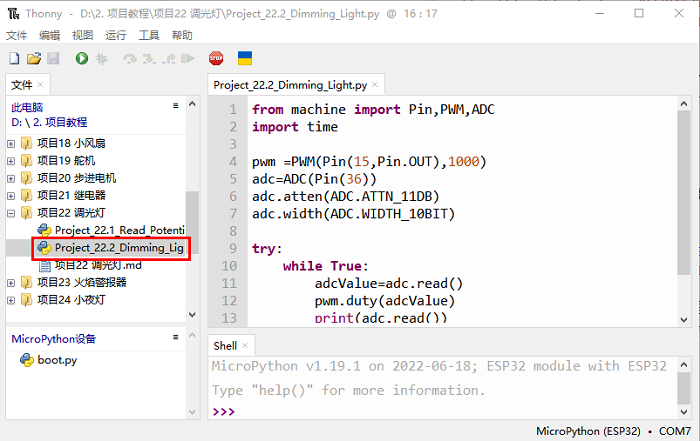 Thonny - D:\2. 项目教程\项目22 调光灯\Project_22.2_Dimming_Light.py @ 16 : 17
文件 编辑 视图 运行 工具 帮助
文件
此电脑
D: \ 2. 项目教程
项目18 小风扇
项目19 舵机
项目20 步进电机
项目21 继电器
项目22 调光灯
Project_22.1_Read_Potenti
Project_22.2_Dimming_Lig
项目22 调光灯.md
项目23 火焰警报器
项目24 小夜灯
MicroPython设备
boot.py
Project_22.2_Dimming_Light.py
1 from machine import Pin,PWM,ADC
2 import time
3
4 pwm =PWM(Pin(15,Pin.OUT),1000)
5 adc=ADC(Pin(36))
6 adc.atten(ADC.ATTN_11DB)
7 adc.width(ADC.WIDTH_10BIT)
8
9 try:
10 while True:
11 adcValue=adc.read()
12 pwm.duty(adcValue)
13 print(adc.read())
Shell
MicroPython v1.19.1 on 2022-06-18; ESP32 module with ESP32
Type "help()" for more information.
>>>
MicroPython (ESP32) • COM7